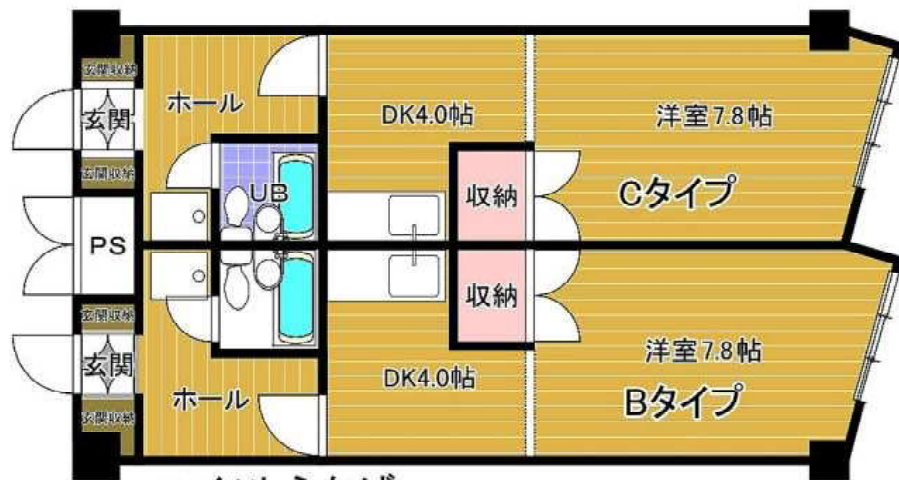 玄関収納
ホール
玄関
DK4.0帖
洋室7.8帖
玄関収納
UB
収納
Cタイプ
PS
収納
玄関収納
玄関
洋室7.8帖
DK4.0帖
ホール
Bタイプ
玄関収納